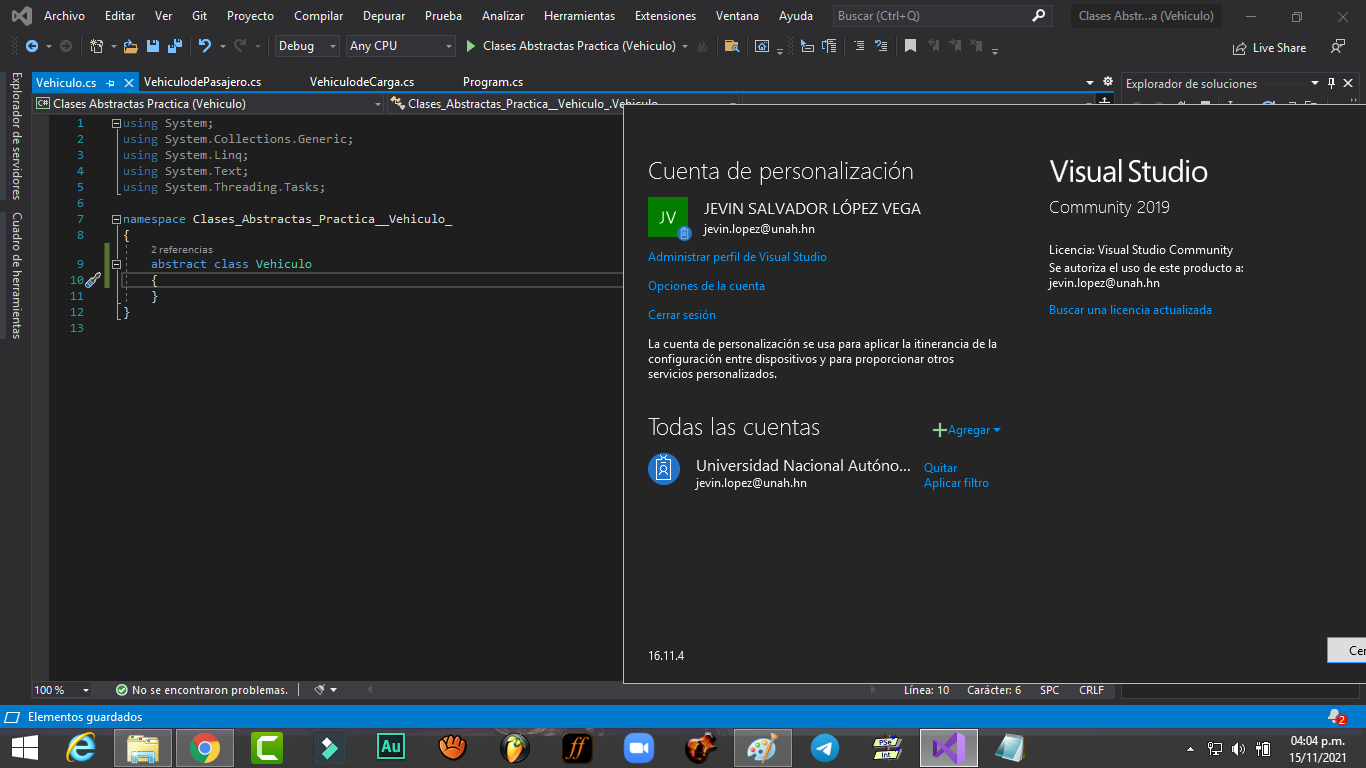 Archivo Editar Ver Git Proyecto Compilar Depurar Prueba Analizar Herramientas Extensiones Ventana Ayuda Buscar (Ctrl+Q) Clases Abstr...a (Vehiculo)
Debug Any CPU Clases Abstractas Practica (Vehiculo) Live Share
Explorador de servidores
Cuadro de herramientas
Vehiculo.cs VehiculodePasajero.cs VehiculodeCarga.cs Program.cs
Explorador de soluciones
C# Clases Abstractas Practica (Vehiculo) Clases_Abstractas_Practica__Vehiculo_.Vehiculo
1 using System;
2 using System.Collections.Generic;
3 using System.Linq;
4 using System.Text;
5 using System.Threading.Tasks;
6
7 namespace Clases_Abstractas_Practica__Vehiculo_
8 {
2 referencias
9 abstract class Vehiculo
10 {
11 }
12 }
13
Cuenta de personalización
JV
JEVIN SALVADOR LÓPEZ VEGA
jevin.lopez@unah.hn
Administrar perfil de Visual Studio
Opciones de la cuenta
Cerrar sesión
La cuenta de personalización se usa para aplicar la itinerancia de la
configuración entre dispositivos y para proporcionar otros
servicios personalizados.
Todas las cuentas
Agregar
Universidad Nacional Autóno...
jevin.lopez@unah.hn
Quitar
Aplicar filtro
16.11.4
Visual Studio
Community 2019
Licencia: Visual Studio Community
Se autoriza el uso de este producto a:
jevin.lopez@unah.hn
Buscar una licencia actualizada
Cer
100 % No se encontraron problemas. Línea: 10 Carácter: 6 SPC CRLF
Elementos guardados 2
Au ff PSe Int
04:04 p.m.
15/11/2021